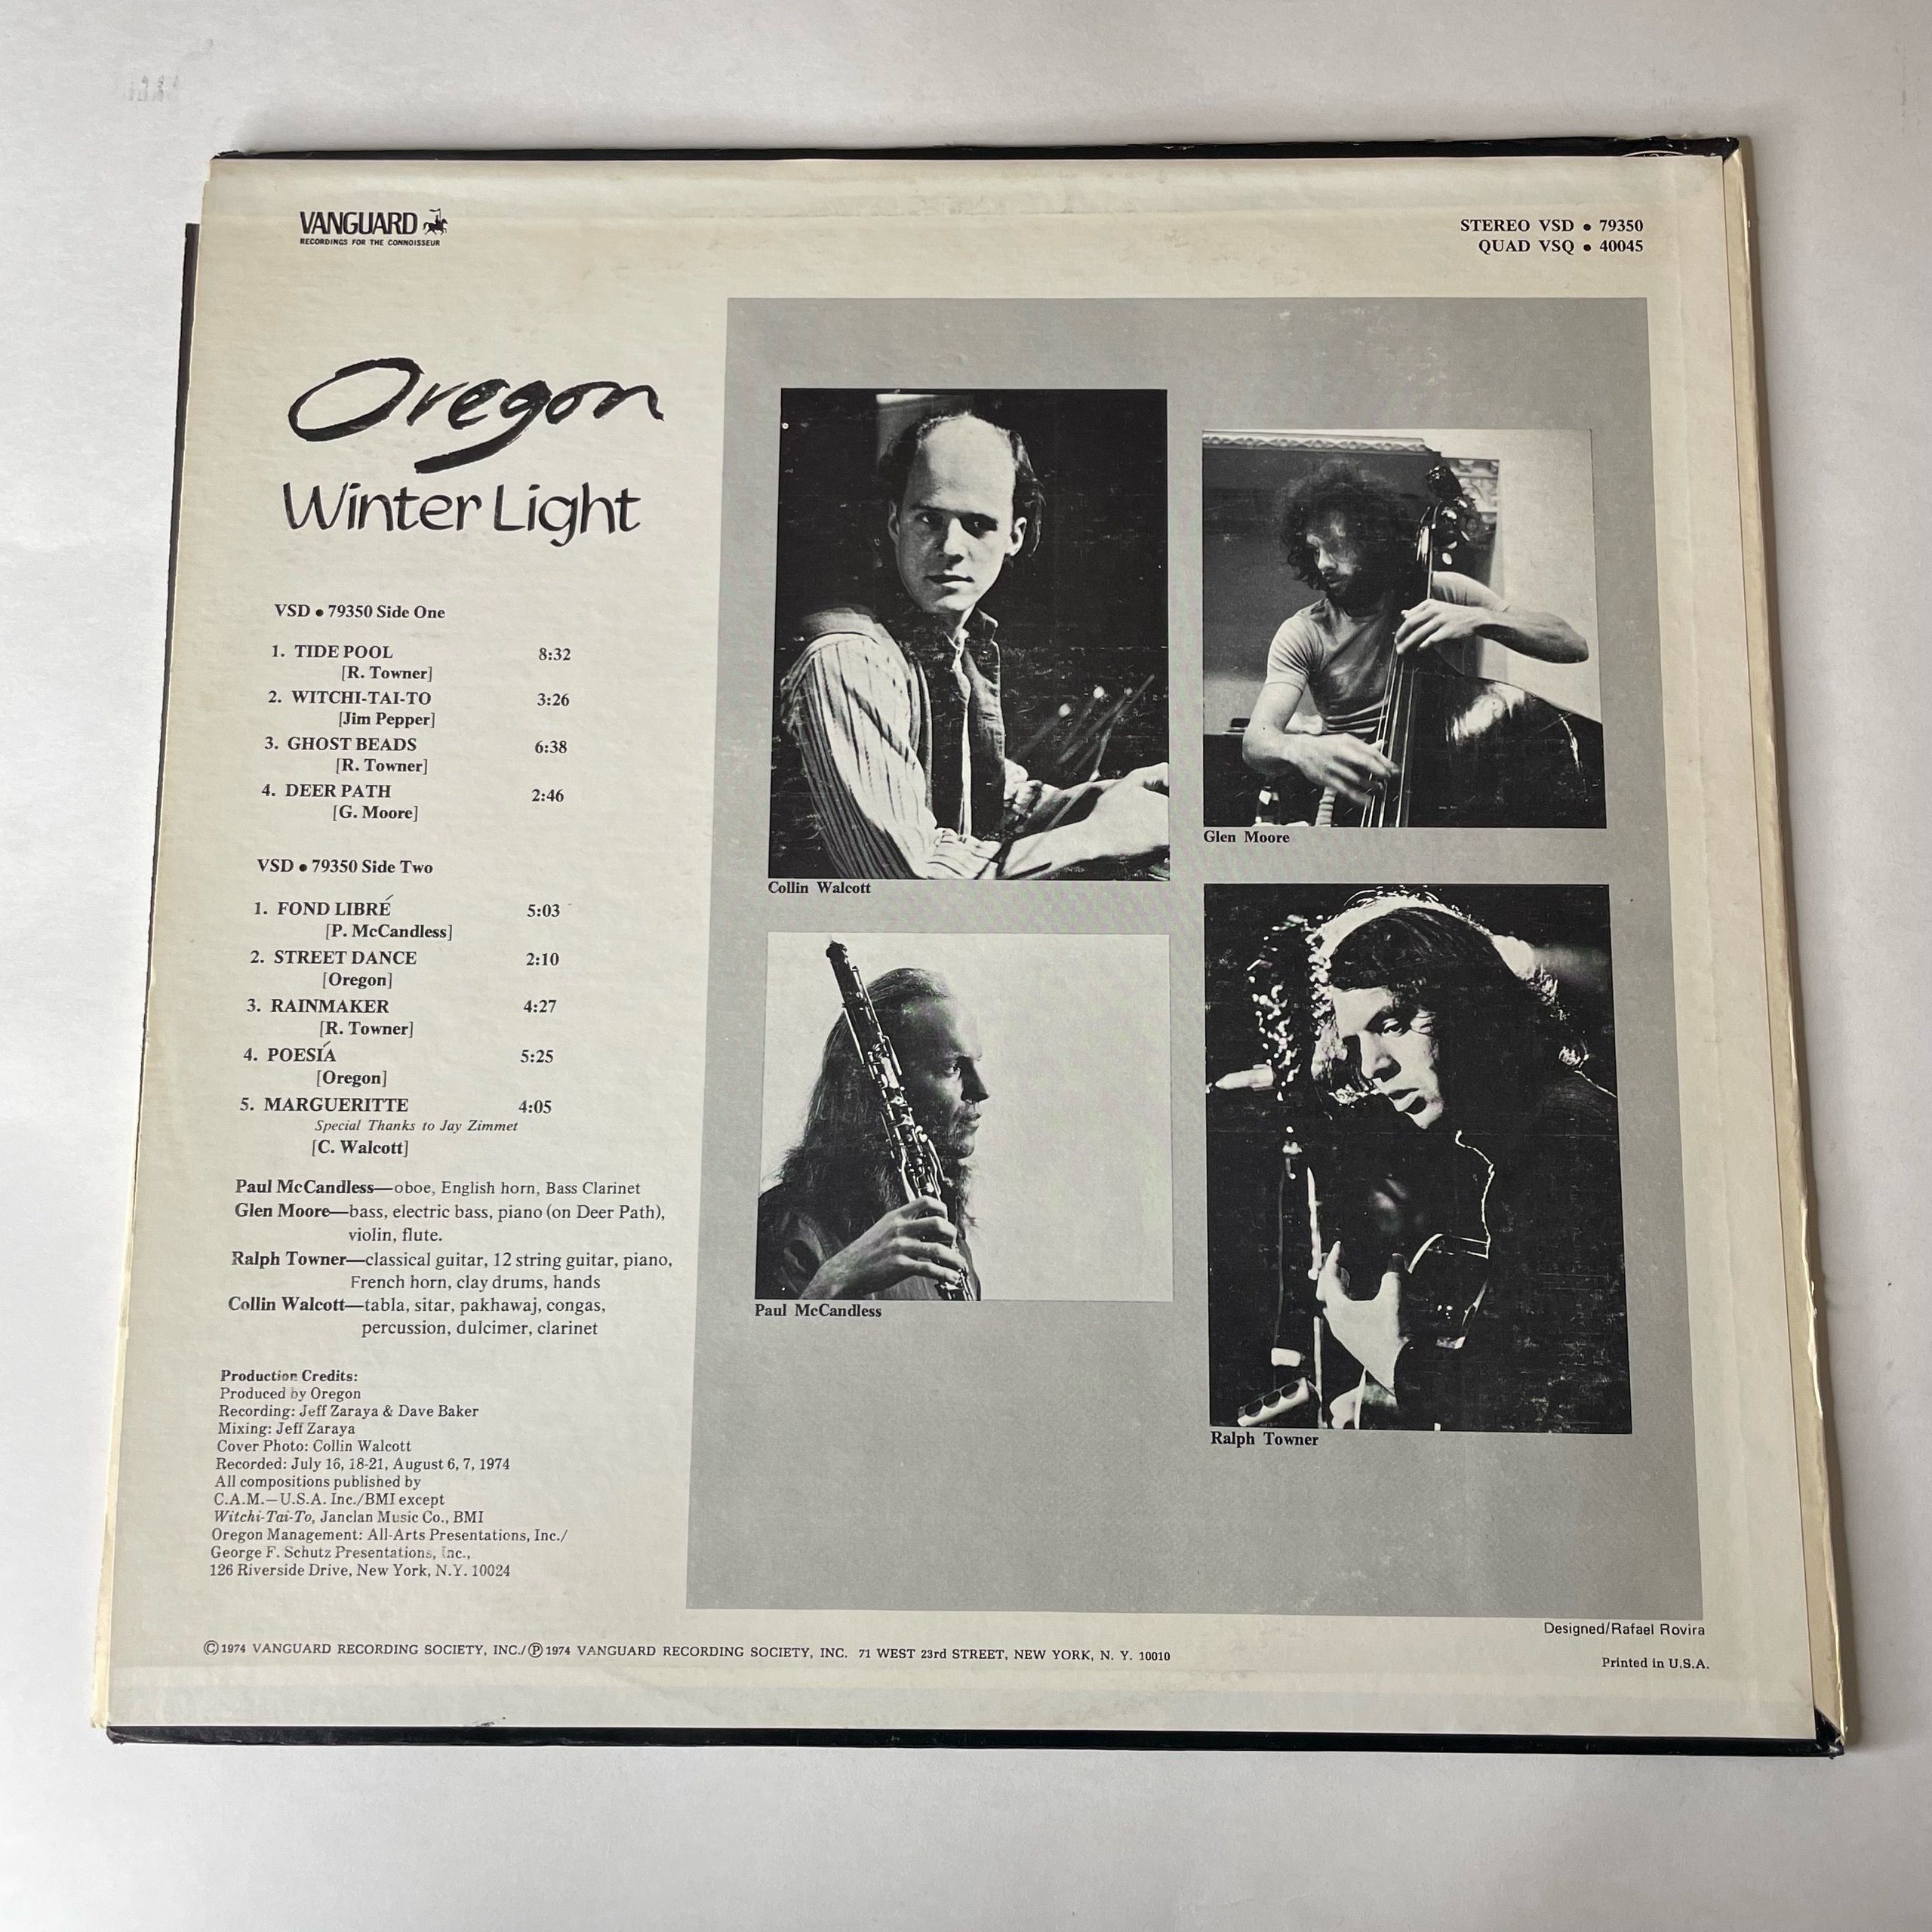 VANGUARD
RECORDINGS FOR THE CONNOISSEUR
STEREO VSD • 79350
QUAD VSQ • 40045
Oregon
Winter Light
VSD • 79350 Side One
1. TIDE POOL 8:32
[R. Towner]
2. WITCHI-TAI-TO 3:26
[Jim Pepper]
3. GHOST BEADS 6:38
[R. Towner]
4. DEER PATH 2:46
[G. Moore]
VSD • 79350 Side Two
1. FOND LIBRÉ 5:03
[P. McCandless]
2. STREET DANCE 2:10
[Oregon]
3. RAINMAKER 4:27
[R. Towner]
4. POESÍA 5:25
[Oregon]
5. MARGUERITTE 4:05
Special Thanks to Jay Zimmet
[C. Walcott]
Paul McCandless—oboe, English horn, Bass Clarinet
Glen Moore—bass, electric bass, piano (on Deer Path),
violin, flute.
Ralph Towner—classical guitar, 12 string guitar, piano,
French horn, clay drums, hands
Collin Walcott—tabla, sitar, pakhawaj, congas,
percussion, dulcimer, clarinet
Production Credits:
Produced by Oregon
Recording: Jeff Zaraya & Dave Baker
Mixing: Jeff Zaraya
Cover Photo: Collin Walcott
Recorded: July 16, 18-21, August 6, 7, 1974
All compositions published by
C.A.M.—U.S.A. Inc./BMI except
Witchi-Tai-To, Janclan Music Co., BMI
Oregon Management: All-Arts Presentations, Inc./
George F. Schutz Presentations, Inc.,
126 Riverside Drive, New York, N.Y. 10024
Collin Walcott
Glen Moore
Paul McCandless
Ralph Towner
Designed/Rafael Rovira
©1974 VANGUARD RECORDING SOCIETY, INC./℗1974 VANGUARD RECORDING SOCIETY, INC. 71 WEST 23rd STREET, NEW YORK, N. Y. 10010
Printed in U.S.A.